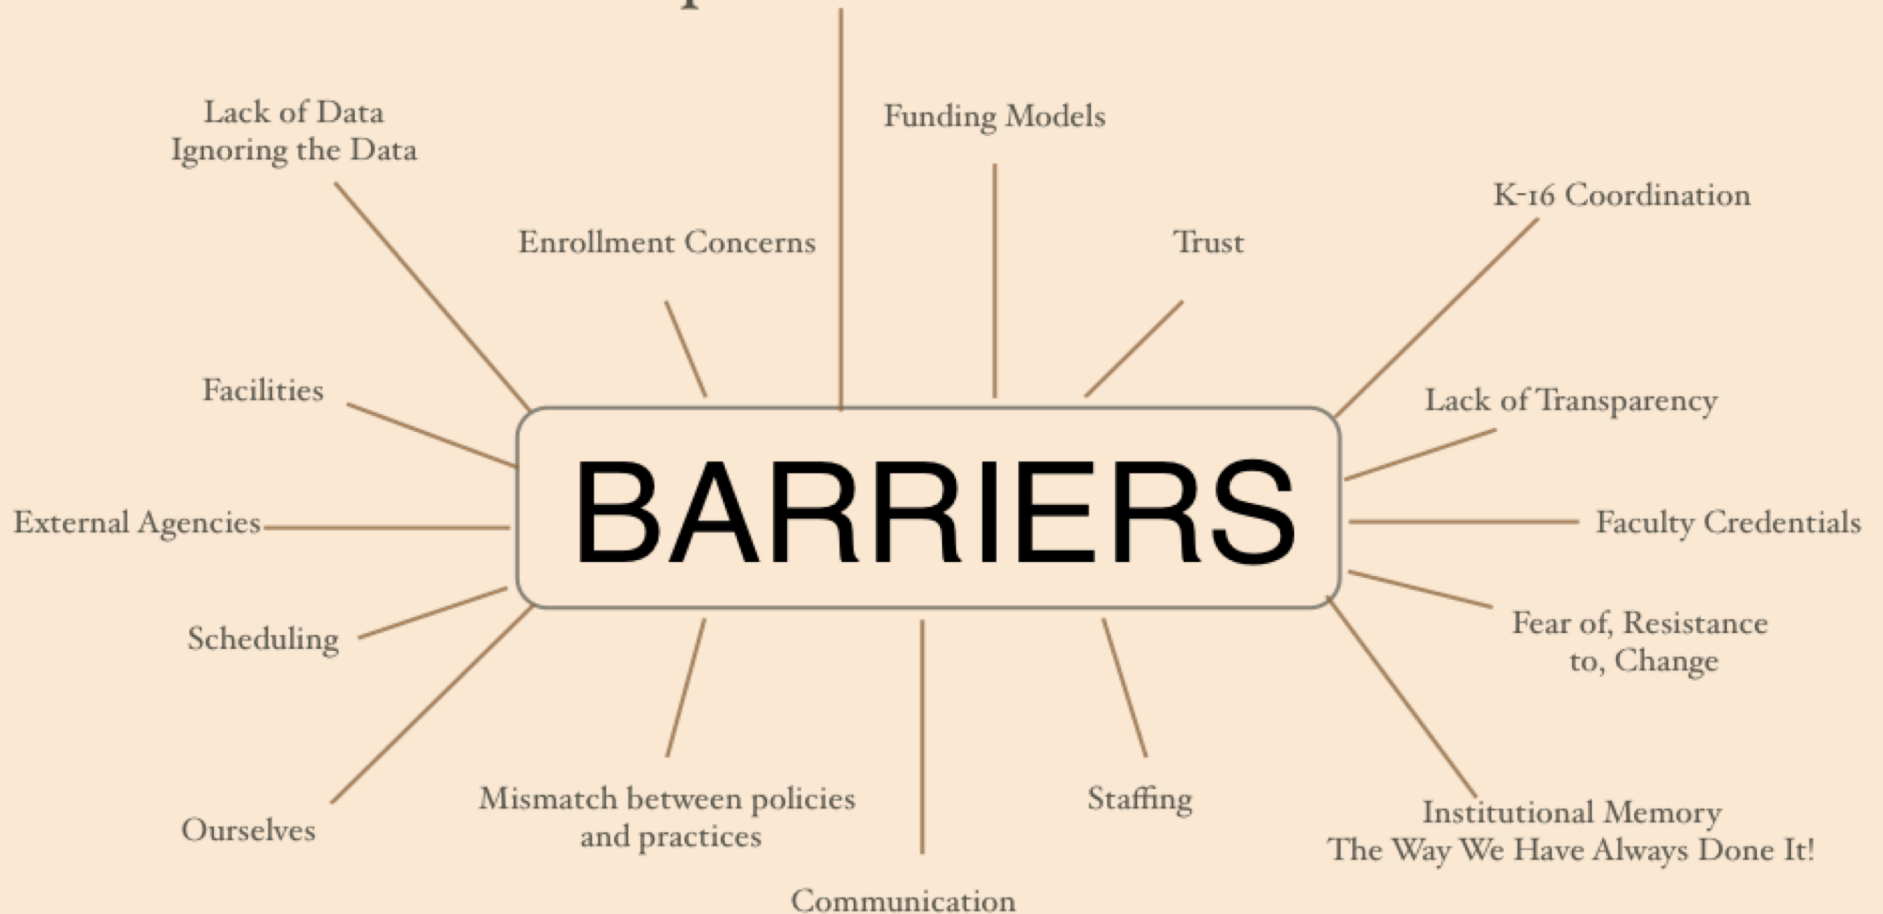 Lack of Data
Ignoring the Data
Funding Models
K-16 Coordination
Enrollment Concerns
Trust
Facilities
Lack of Transparency
BARRIERS
External Agencies
Faculty Credentials
Scheduling
Fear of, Resistance
to, Change
Ourselves
Mismatch between policies
and practices
Staffing
Institutional Memory
The Way We Have Always Done It!
Communication